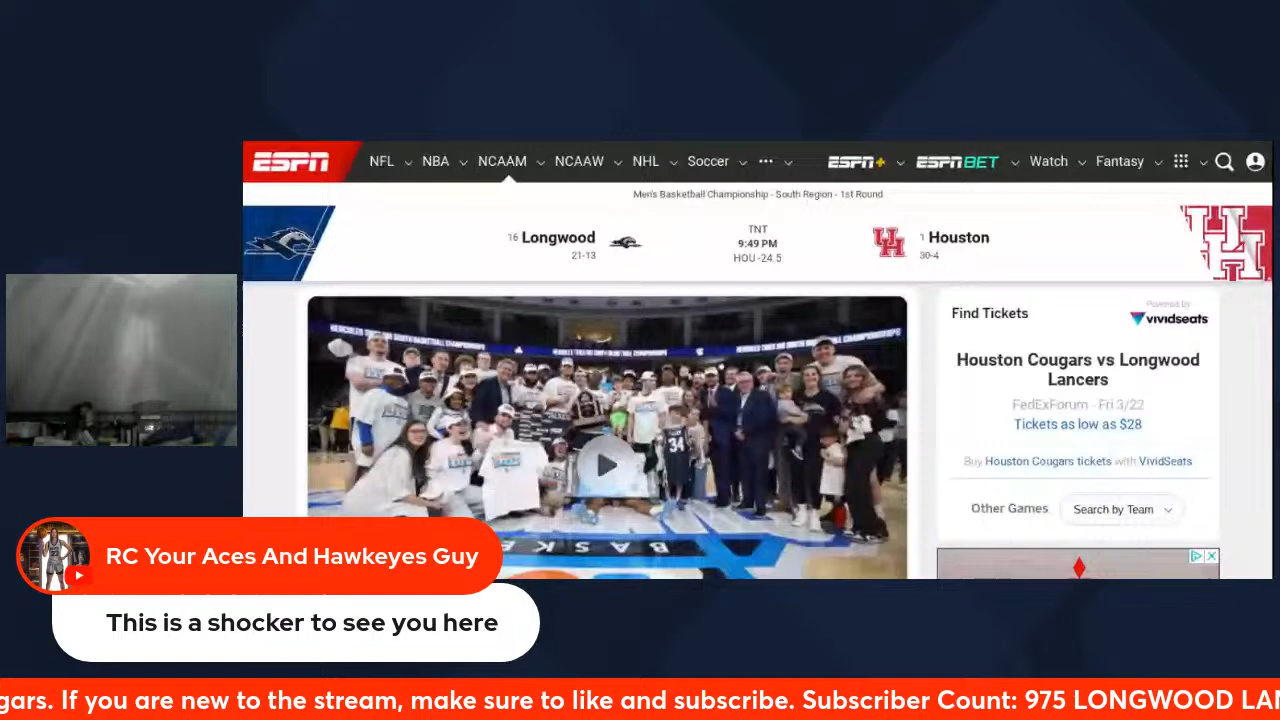 ESPN NFL NBA NCAAM NCAAW NHL Soccer ••• ESPN+ ESPN BET Watch Fantasy
Men's Basketball Championship - South Region - 1st Round
16 Longwood
21-13
TNT
9:49 PM
HOU -24.5
1 Houston
30-4
Find Tickets
Powered by
vividseats
Houston Cougars vs Longwood
Lancers
FedExForum - Fri 3/22
Tickets as low as $28
Buy Houston Cougars tickets with VividSeats
Other Games
Search by Team
34
RC Your Aces And Hawkeyes Guy
This is a shocker to see you here
gars. If you are new to the stream, make sure to like and subscribe. Subscriber Count: 975 LONGWOOD LA